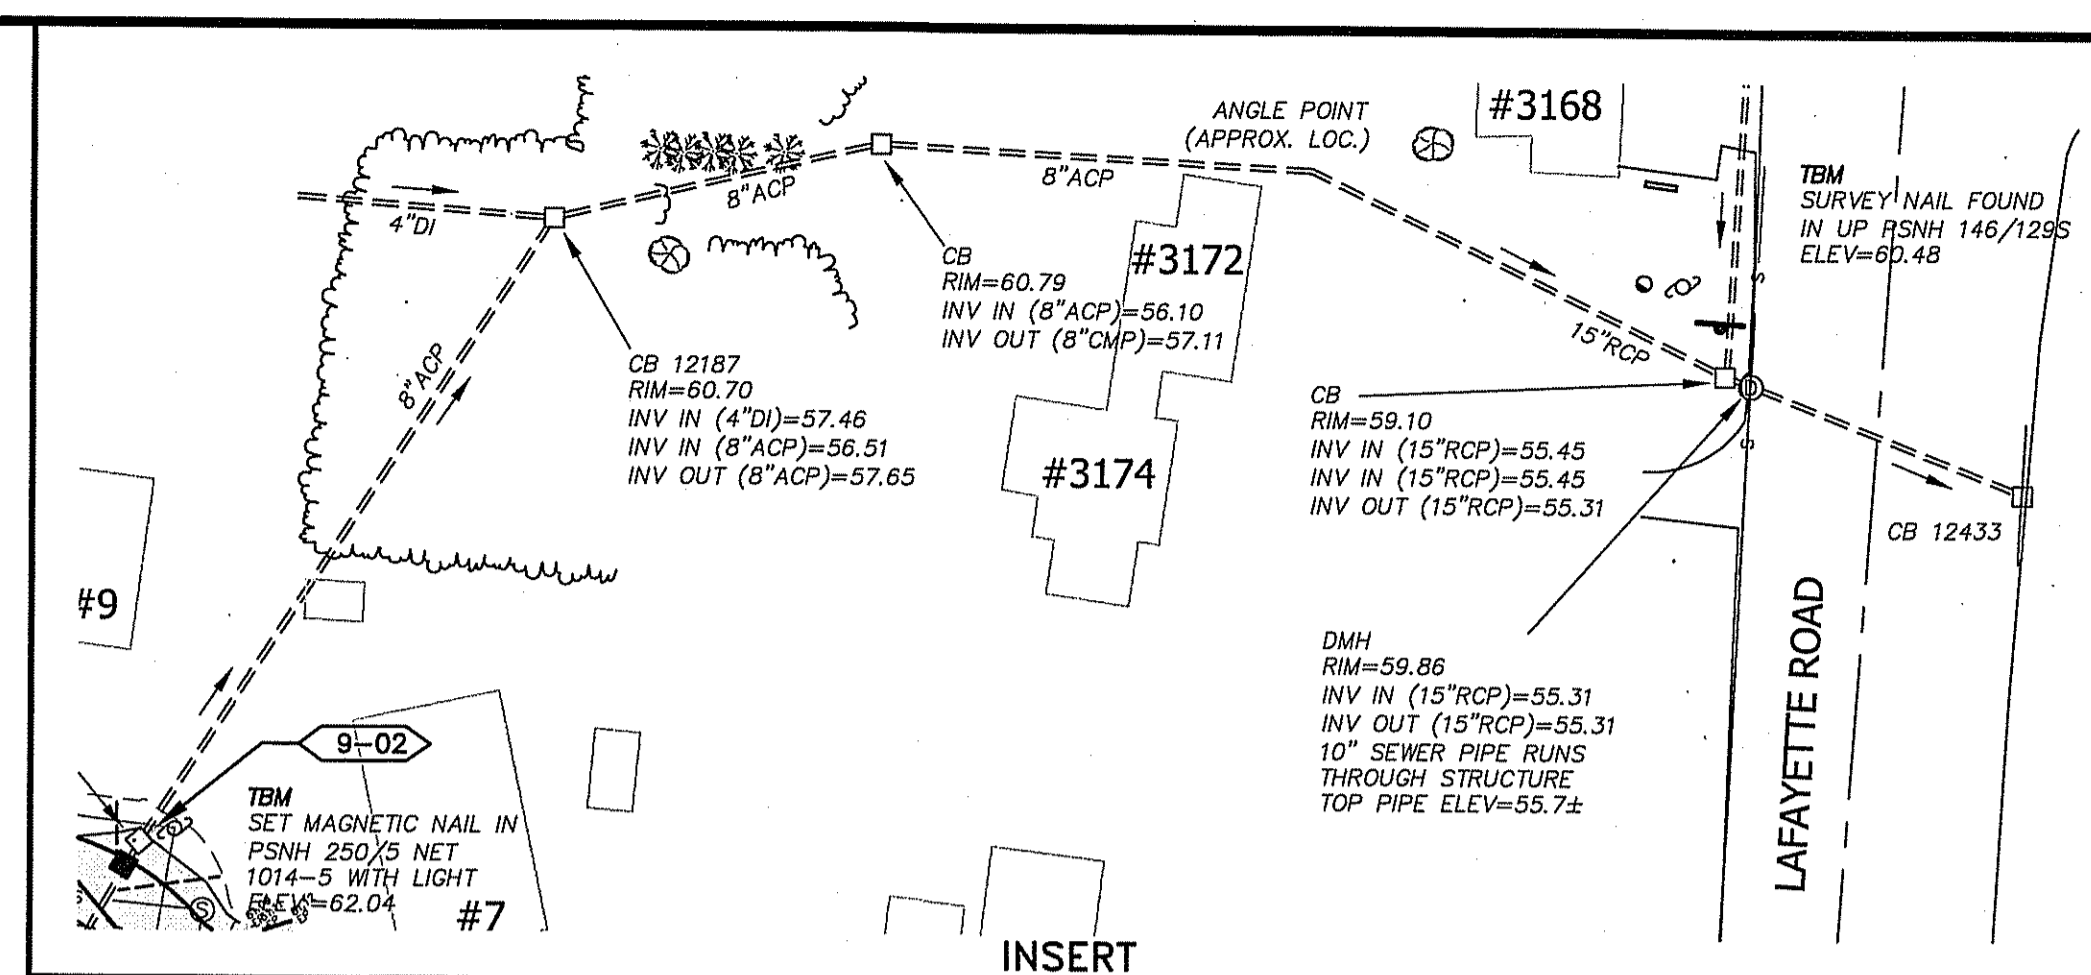 ANGLE POINT
(APPROX. LOC.)
#3168
TBM
SURVEY NAIL FOUND
IN UP PSNH 146/129S
ELEV=60.48
4"DI
8"ACP
8"ACP
#3172
CB
RIM=60.79
INV IN (8"ACP)=56.10
INV OUT (8"CMP)=57.11
8"ACP
CB 12187
RIM=60.70
INV IN (4"DI)=57.46
INV IN (8"ACP)=56.51
INV OUT (8"ACP)=57.65
15"RCP
CB
RIM=59.10
INV IN (15"RCP)=55.45
INV IN (15"RCP)=55.45
INV OUT (15"RCP)=55.31
D
S
S
#3174
CB 12433
#9
DMH
RIM=59.86
INV IN (15"RCP)=55.31
INV OUT (15"RCP)=55.31
10" SEWER PIPE RUNS
THROUGH STRUCTURE
TOP PIPE ELEV=55.7±
LAFAYETTE ROAD
9-02
TBM
SET MAGNETIC NAIL IN
PSNH 250/5 NET
1014-5 WITH LIGHT
ELEV=62.04
S
#7
INSERT